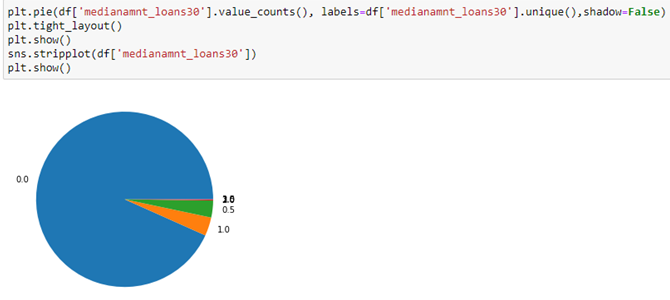 plt.pie(df['medianamnt_loans30'].value_counts(), labels=df['medianamnt_loans30'].unique(),shadow=False)
plt.tight_layout()
plt.show()
sns.stripplot(df['medianamnt_loans30'])
plt.show()
0.0
0.5
1.0